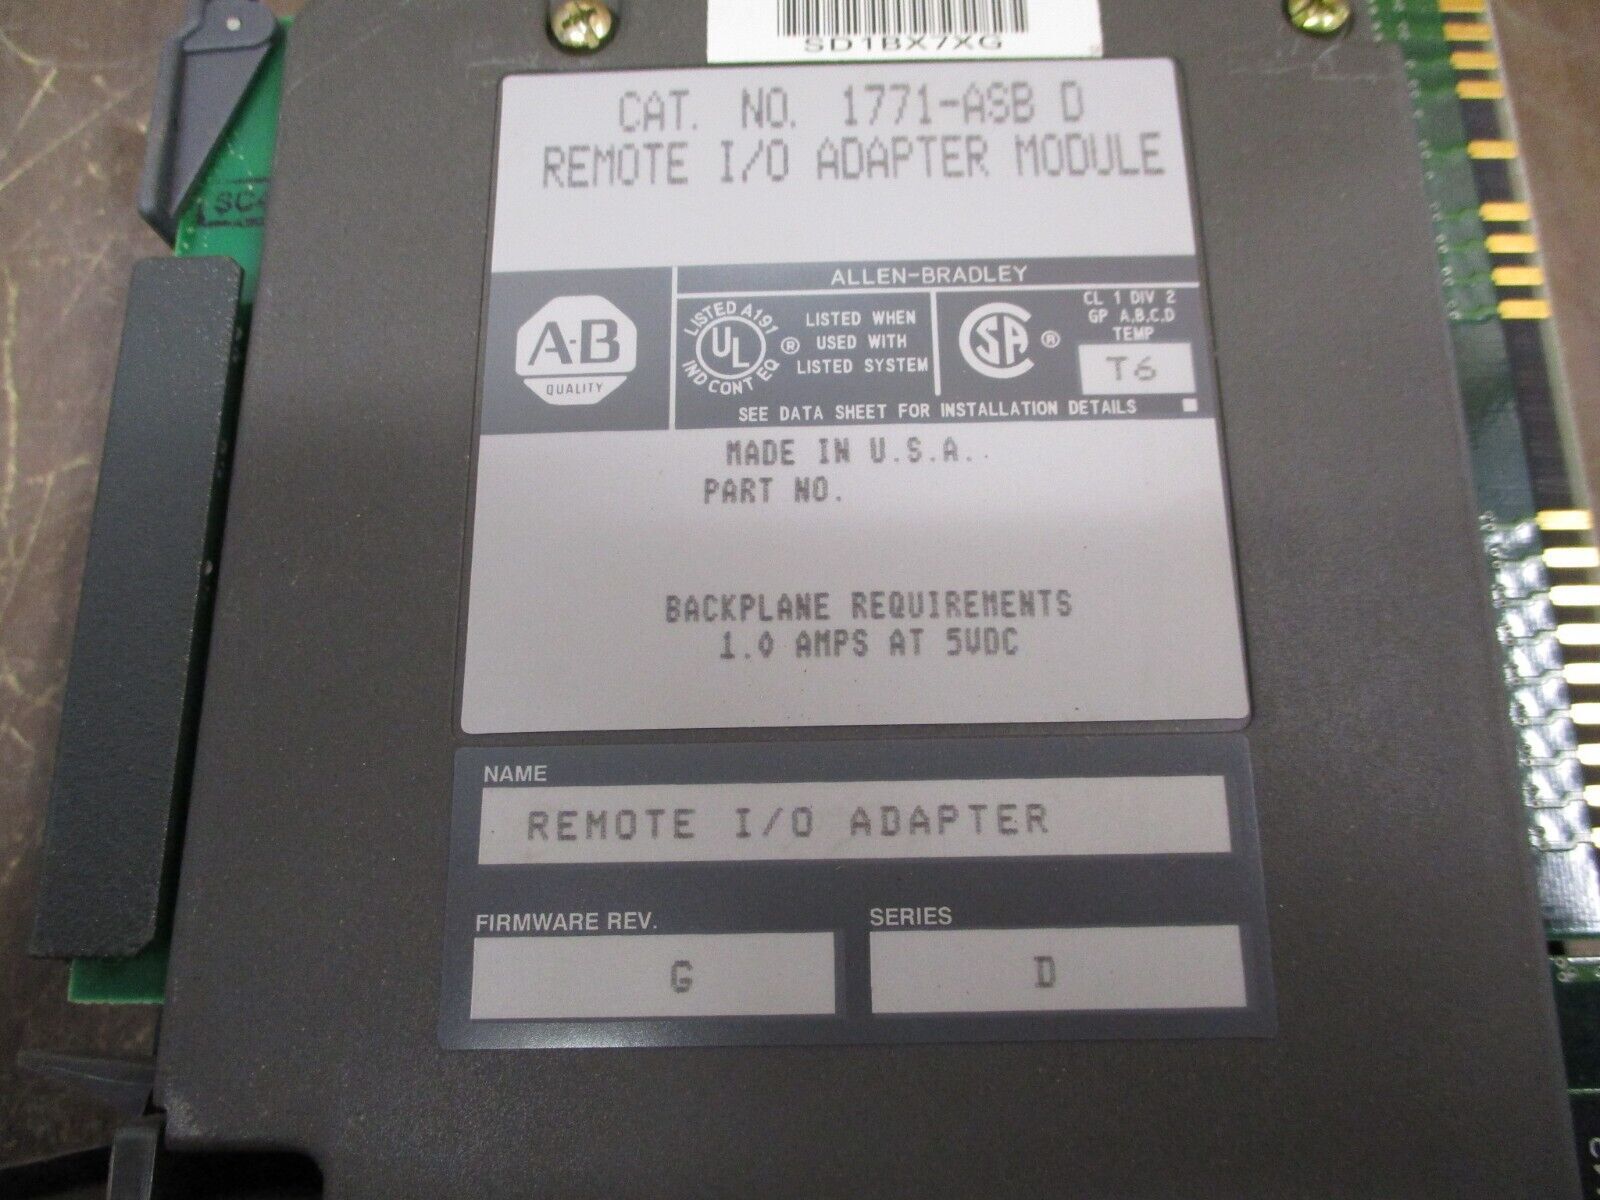 SD1BX7XG
CAT. NO. 1771-ASB D
REMOTE I/O ADAPTER MODULE
ALLEN-BRADLEY
A-B
QUALITY
LISTED A191
UL
®
IND CONT EQ
LISTED WHEN
USED WITH
LISTED SYSTEM
SA
®
CL 1 DIV 2
GP A,B,C,D
TEMP
T6
SEE DATA SHEET FOR INSTALLATION DETAILS
MADE IN U.S.A..
PART NO.
BACKPLANE REQUIREMENTS
1.0 AMPS AT 5VDC
NAME
REMOTE I/O ADAPTER
FIRMWARE REV.
G
SERIES
D